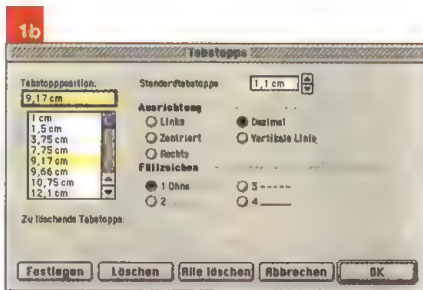 1b
Tabstopps
Tabstoppposition:
9,17 cm
1 cm
1,5 cm
3,75 cm
7,75 cm
9,17 cm
9,66 cm
10,75 cm
12,1 cm
Zu löschende Tabstopps:
Standardtabstopps
1,1 cm
Ausrichtung
Links
Zentriert
Rechts
Dezimal
Vertikale Linie
Füllzeichen
1 Ohne
2
3 -----
4 ____
Festlegen Löschen Alle löschen Abbrechen OK